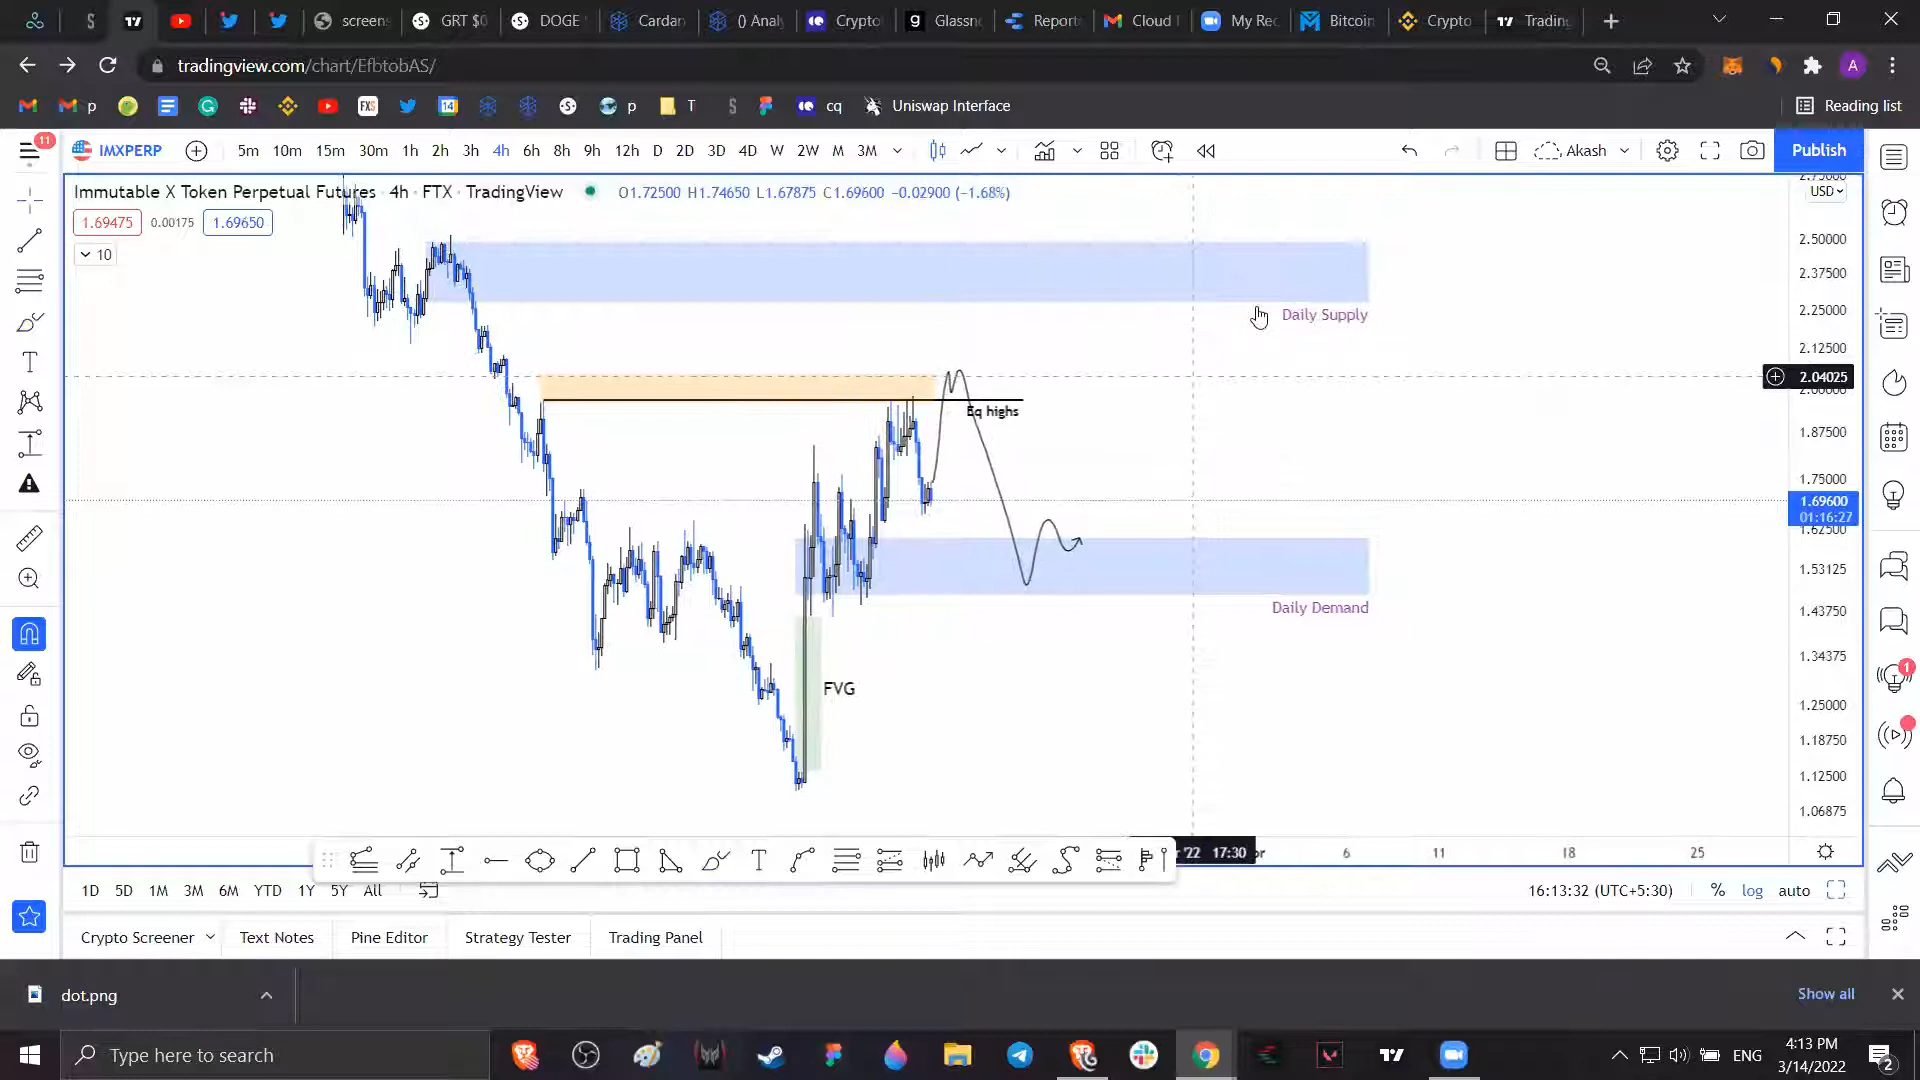 screens
GRT $0
DOGE
Cardan
() Analy
Crypto
Glassno
Report
Cloud
My Rec
Bitcoin
Crypto
Trading
tradingview.com/chart/EfbtobAS/
A
p
FXS
14
p
T
cq
Uniswap Interface
Reading list
11
IMXPERP
5m 10m 15m 30m 1h 2h 3h 4h 6h 8h 9h 12h D 2D 3D 4D W 2W M 3M
Akash
Publish
Immutable X Token Perpetual Futures · 4h · FTX · TradingView
O1.72500 H1.74650 L1.67875 C1.69600 −0.02900 (−1.68%)
USD
1.69475 0.00175 1.69650
10
2.50000
2.37500
2.25000
2.12500
2.04025
1.87500
1.75000
1.69600
01:16:27
1.53125
1.43750
1.34375
1.25000
1.18750
1.12500
1.06875
Daily Supply
Eq highs
Daily Demand
FVG
1
'22 17:30
6 11 18 25
1D 5D 1M 3M 6M YTD 1Y 5Y All
16:13:32 (UTC+5:30) % log auto
Crypto Screener Text Notes Pine Editor Strategy Tester Trading Panel
dot.png
Show all
Type here to search
ENG
4:13 PM
3/14/2022
2